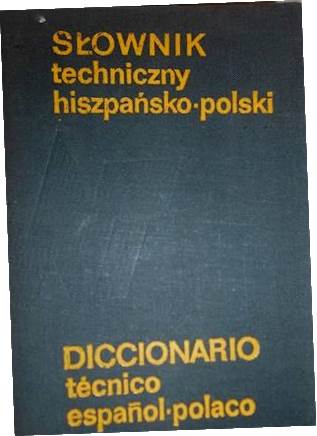 SŁOWNIK
techniczny
hiszpańsko-polski
DICCIONARIO
técnico
español-polaco